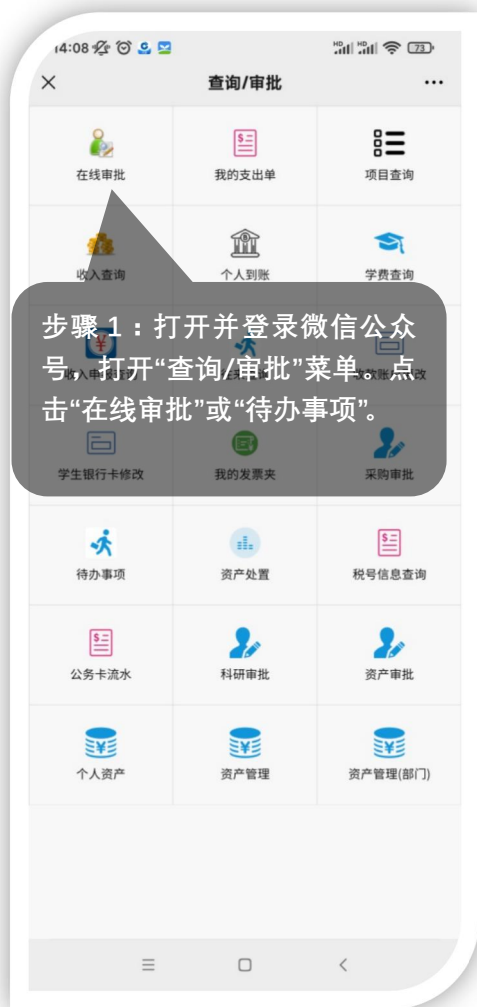 14:08
HD HD 73
查询/审批
在线审批
我的支出单
项目查询
收入查询
个人到账
学费查询
步骤 1：打开并登录微信公众
号，打开“查询/审批”菜单。点
击“在线审批”或“待办事项”。
学生银行卡修改
我的发票夹
采购审批
待办事项
资产处置
税号信息查询
公务卡流水
科研审批
资产审批
个人资产
资产管理
资产管理(部门)